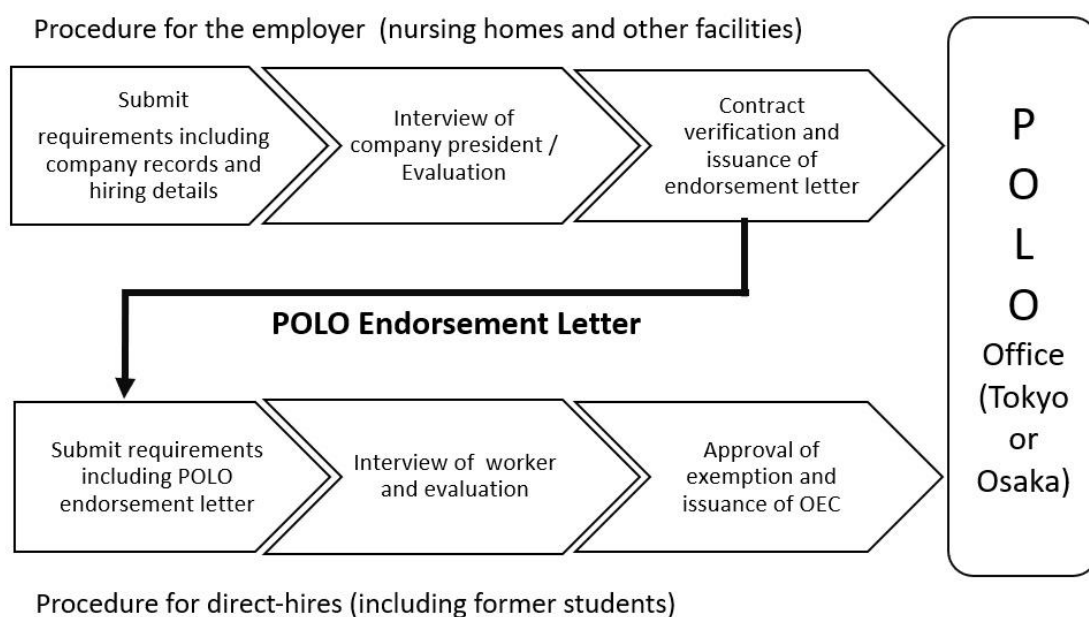 Procedure for the employer (nursing homes and other facilities)
Submit
requirements including
company records and
hiring details
Interview of
company president /
Evaluation
Contract
verification and
issuance of
endorsement letter
POLO Endorsement Letter
Submit requirements
including POLO
endorsement letter
Interview of worker
and evaluation
Approval of
exemption and
issuance of OEC
Procedure for direct-hires (including former students)
P
O
L
O
Office
(Tokyo
or
Osaka)